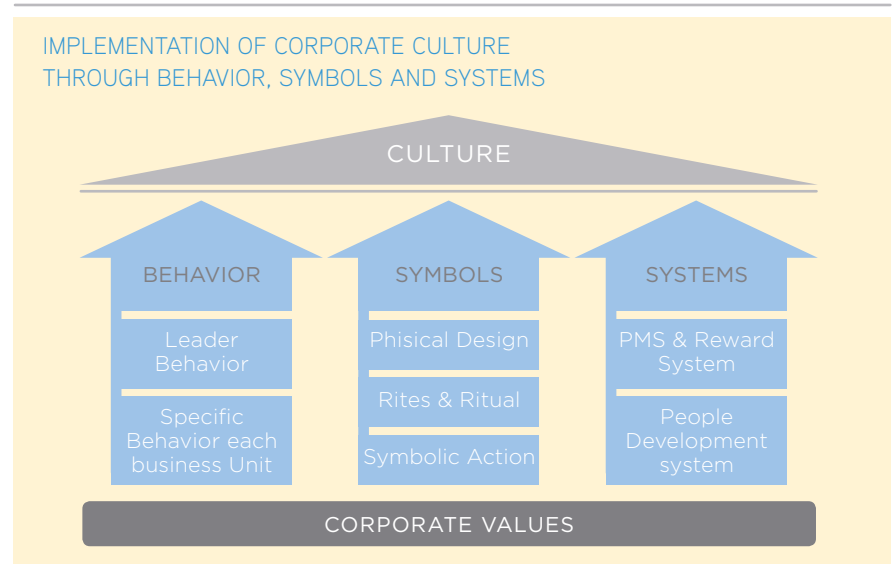 IMPLEMENTATION OF CORPORATE CULTURE
THROUGH BEHAVIOR, SYMBOLS AND SYSTEMS
CULTURE
BEHAVIOR
Leader
Behavior
Specific
Behavior each
business Unit
SYMBOLS
Phisical Design
Rites & Ritual
Symbolic Action
SYSTEMS
PMS & Reward
System
People
Development
system
CORPORATE VALUES